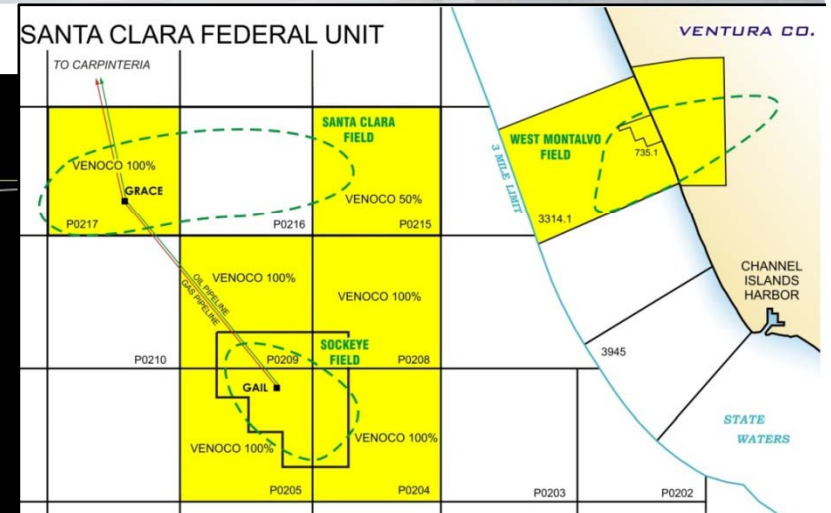 SANTA CLARA FEDERAL UNIT
VENTURA CO.
TO CARPINTERIA
SANTA CLARA
FIELD
WEST MONTALVO
FIELD
735.1
3 MILE LIMIT
VENOCO 100%
GRACE
VENOCO 50%
P0217
P0216
P0215
3314.1
OIL PIPELINE
GAS PIPELINE
VENOCO 100%
VENOCO 100%
CHANNEL
ISLANDS
HARBOR
SOCKEYE
FIELD
P0210
P0209
P0208
3945
GAIL
VENOCO 100%
VENOCO 100%
STATE
WATERS
P0205
P0204
P0203
P0202